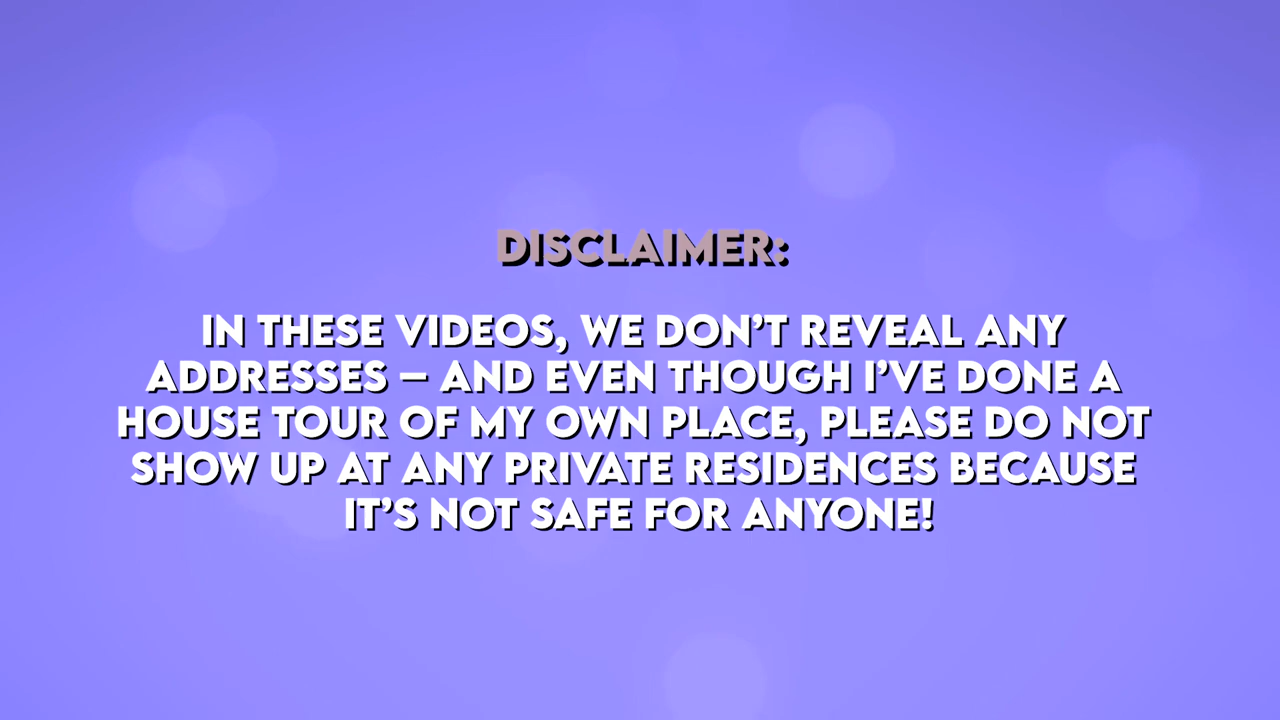 DISCLAIMER:
IN THESE VIDEOS, WE DON’T REVEAL ANY
ADDRESSES – AND EVEN THOUGH I’VE DONE A
HOUSE TOUR OF MY OWN PLACE, PLEASE DO NOT
SHOW UP AT ANY PRIVATE RESIDENCES BECAUSE
IT’S NOT SAFE FOR ANYONE!